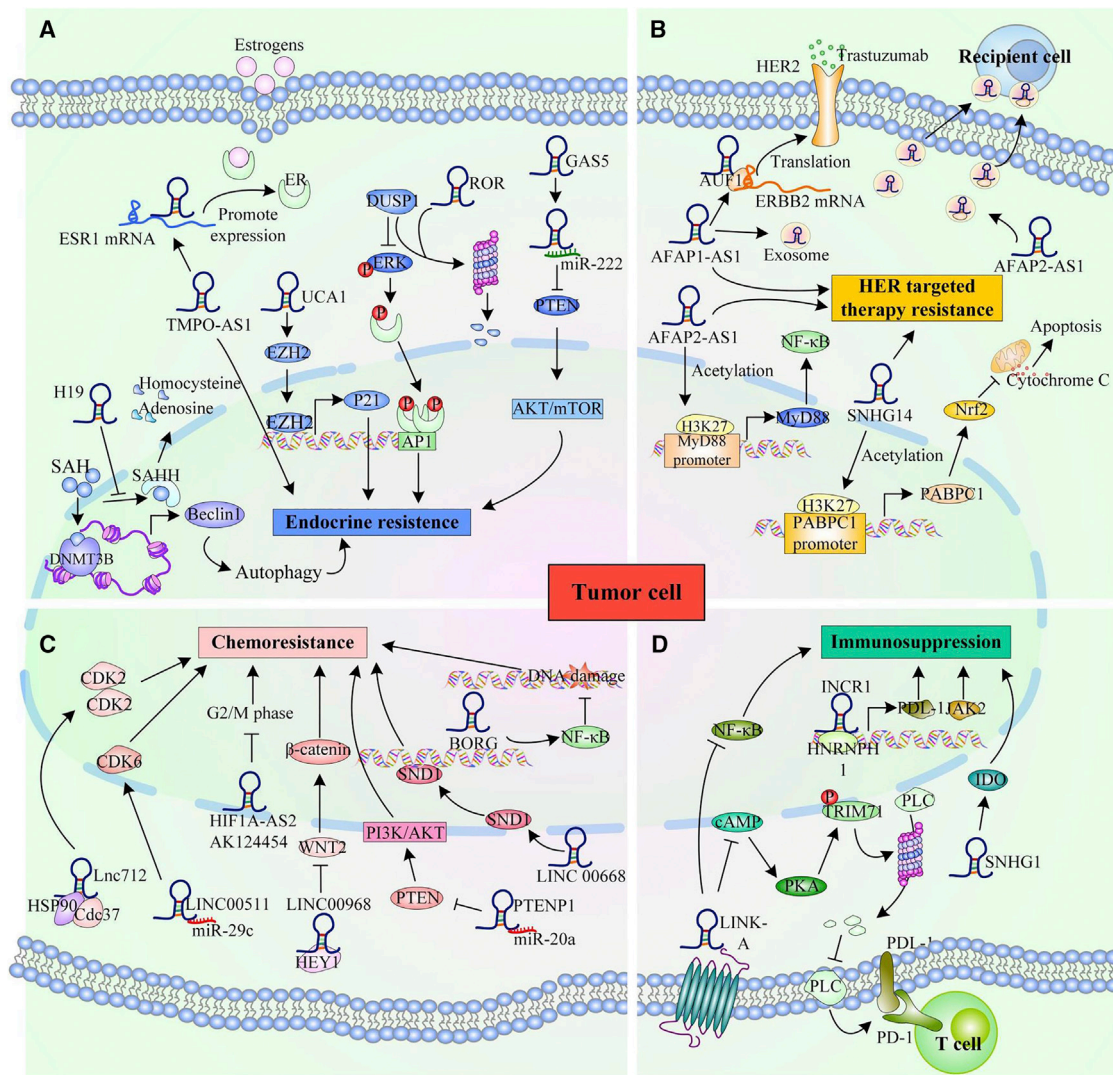 A
Estrogens
ER
ESR1 mRNA
Promote
expression
TMPO-AS1
UCA1
EZH2
EZH2
P21
H19
Homocysteine
Adenosine
SAH
SAHH
DNMT3B
Beclin1
Autophagy
DUSP1
ROR
P
ERK
P
P
P
AP1
GAS5
miR-222
PTEN
AKT/mTOR
Endocrine resistence
B
HER2
Trastuzumab
Recipient cell
AUF1
Translation
ERBB2 mRNA
AFAP1-AS1
Exosome
AFAP2-AS1
HER targeted
therapy resistance
AFAP2-AS1
Acetylation
NF-κB
H3K27
MyD88
promoter
MyD88
SNHG14
Acetylation
H3K27
PABPC1
promoter
PABPC1
Nrf2
Cytochrome C
Apoptosis
Tumor cell
C
Chemoresistance
CDK2
CDK2
CDK6
G2/M phase
HIF1A-AS2
AK124454
β-catenin
WNT2
LINC00968
HEY1
Lnc712
HSP90
Cdc37
LINC00511
miR-29c
DNA damage
BORG
NF-κB
SND1
SND1
LINC 00668
PI3K/AKT
PTEN
PTENP1
miR-20a
D
Immunosuppression
NF-κB
INCR1
HNRNPH
1
PDL-1
JAK2
cAMP
PKA
P
TRIM71
PLC
IDO
SNHG1
LINK-
A
PLC
PDL-1
PD-1
T cell